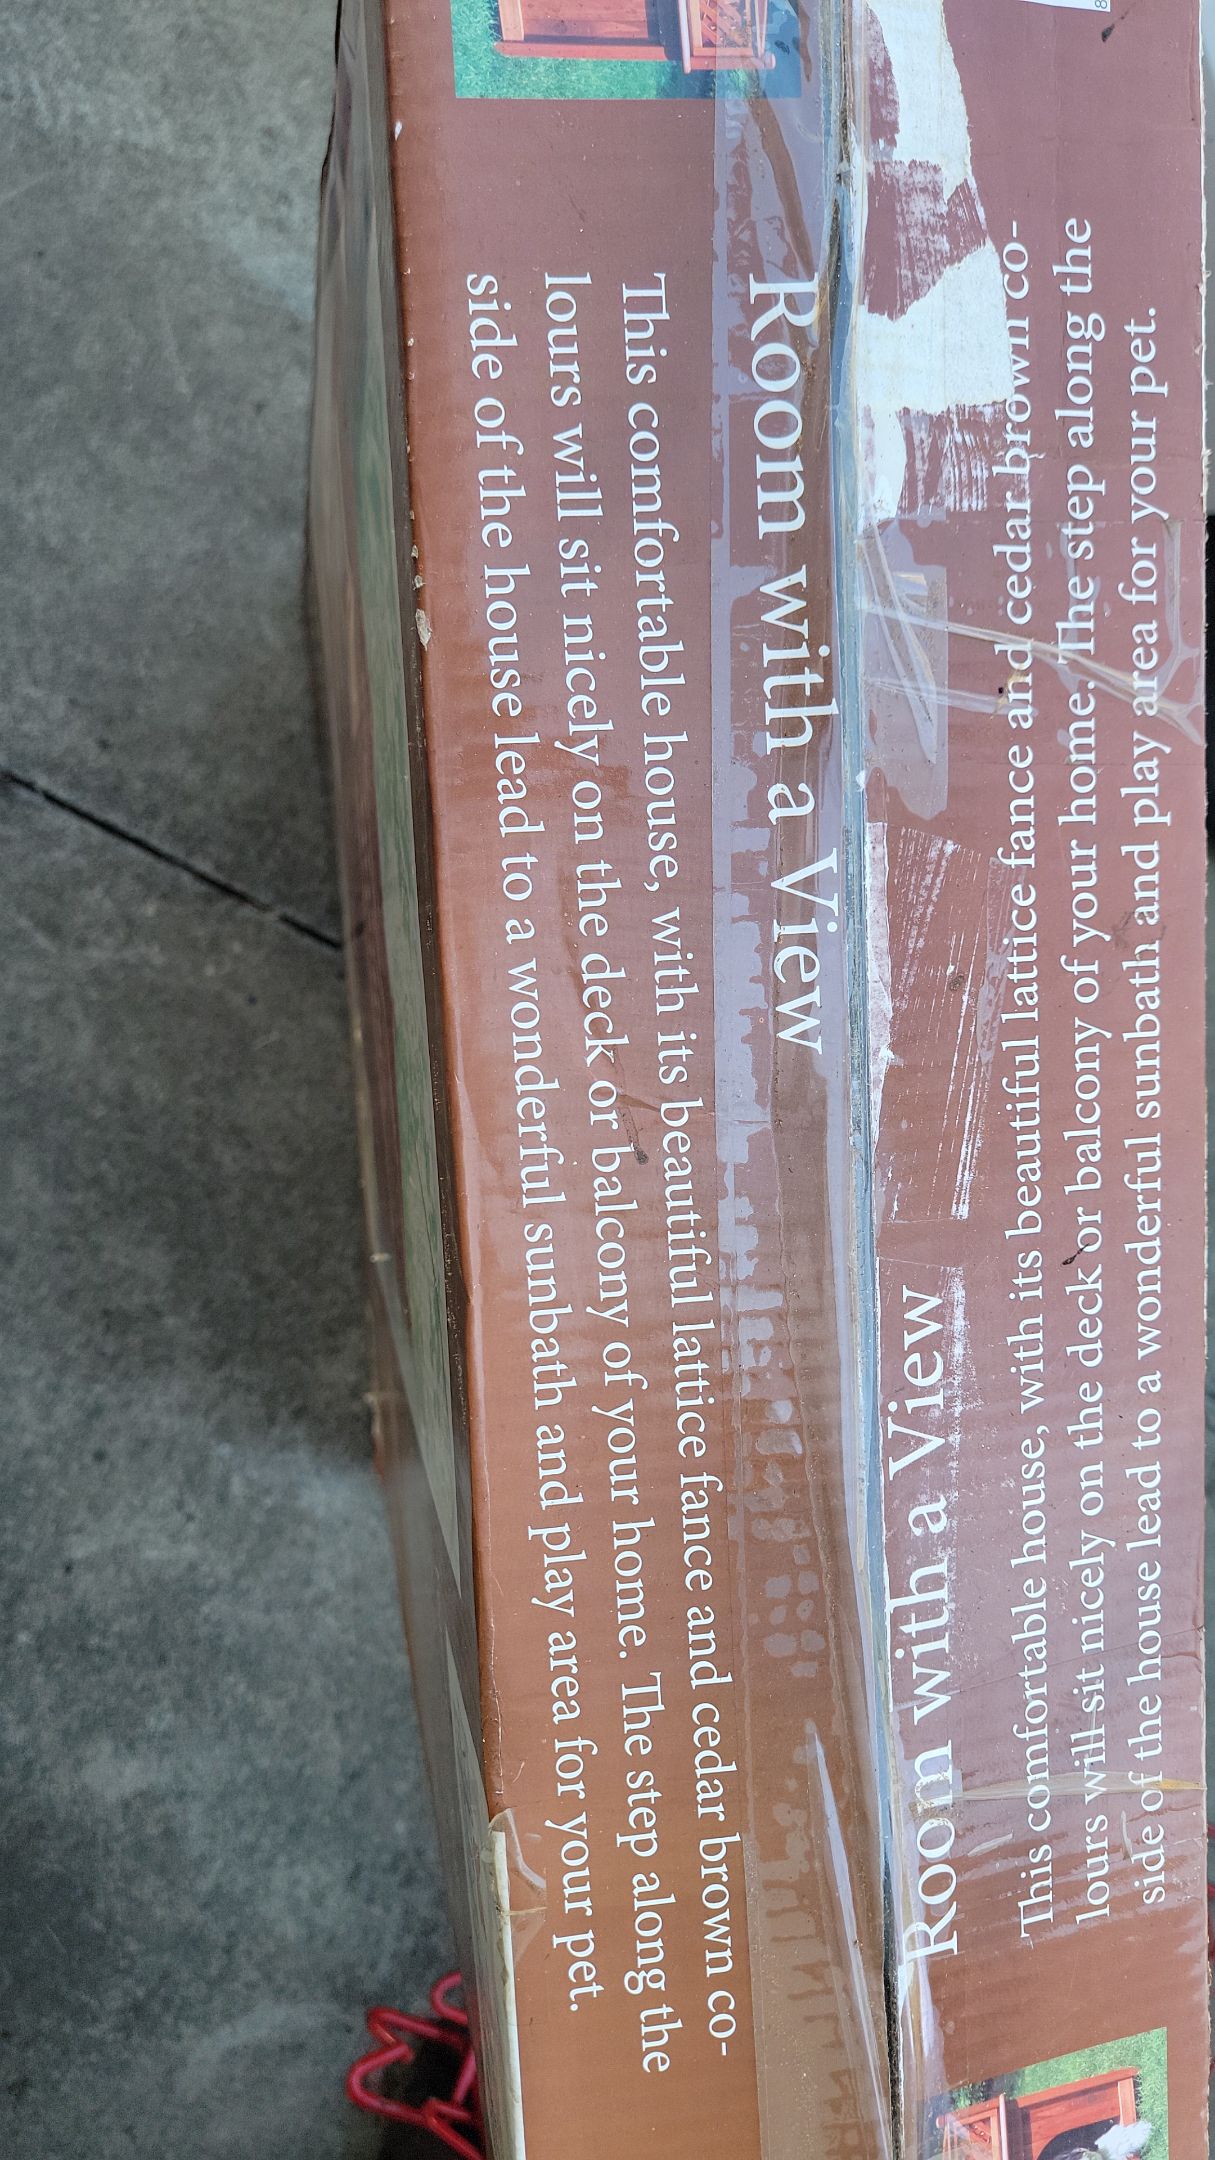 Room with a View
This comfortable house, with its beautiful lattice fance and cedar brown co-
lours will sit nicely on the deck or balcony of your home. The step along the
side of the house lead to a wonderful sunbath and play area for your pet.
Room with a View
This comfortable house, with its beautiful lattice fance and cedar brown co-
lours will sit nicely on the deck or balcony of your home. The step along the
side of the house lead to a wonderful sunbath and play area for your pet.